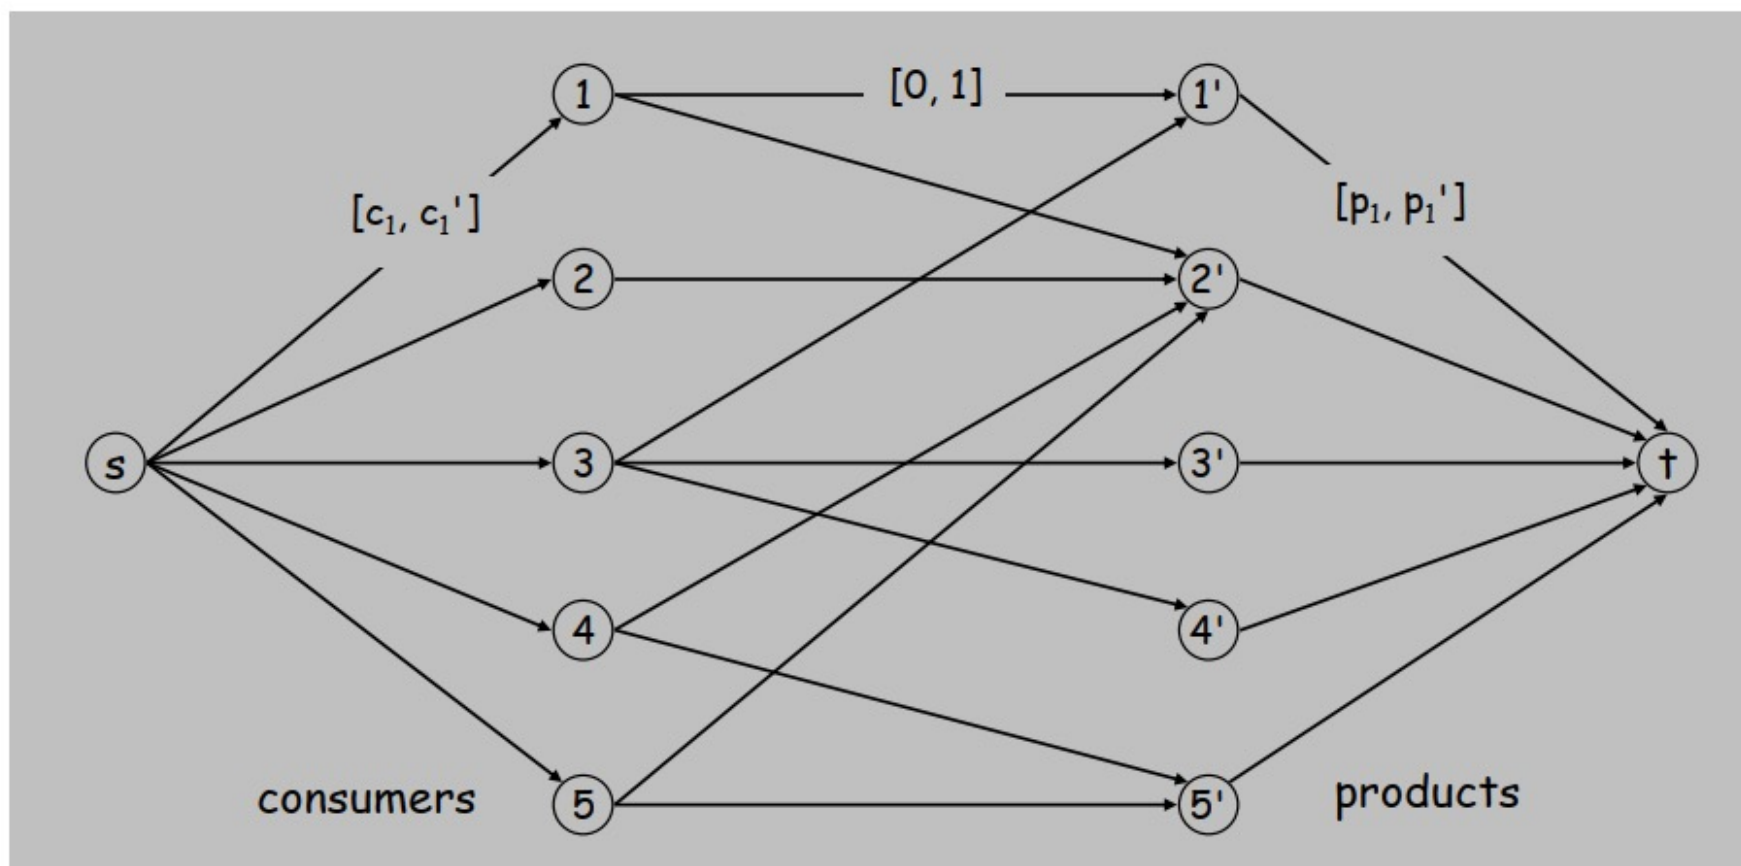 1
[0, 1]
1'
[c₁, c₁']
[p₁, p₁']
2
2'
s
3
3'
t
4
4'
consumers
5
5'
products